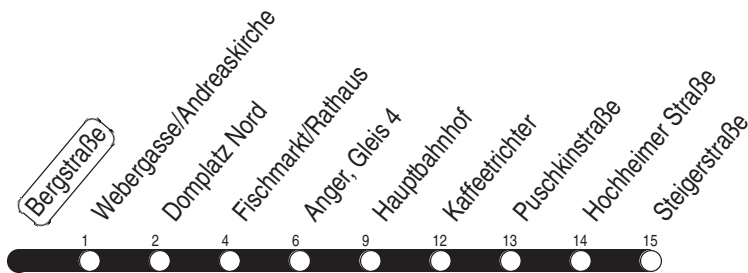 Bergstraße
Webergasse/Andreaskirche
Domplatz Nord
Fischmarkt/Rathaus
Anger, Gleis 4
Hauptbahnhof
Kaffeetrichter
Puschkinstraße
Hochheimer Straße
Steigerstraße
1 2 4 6 9 12 13 14 15